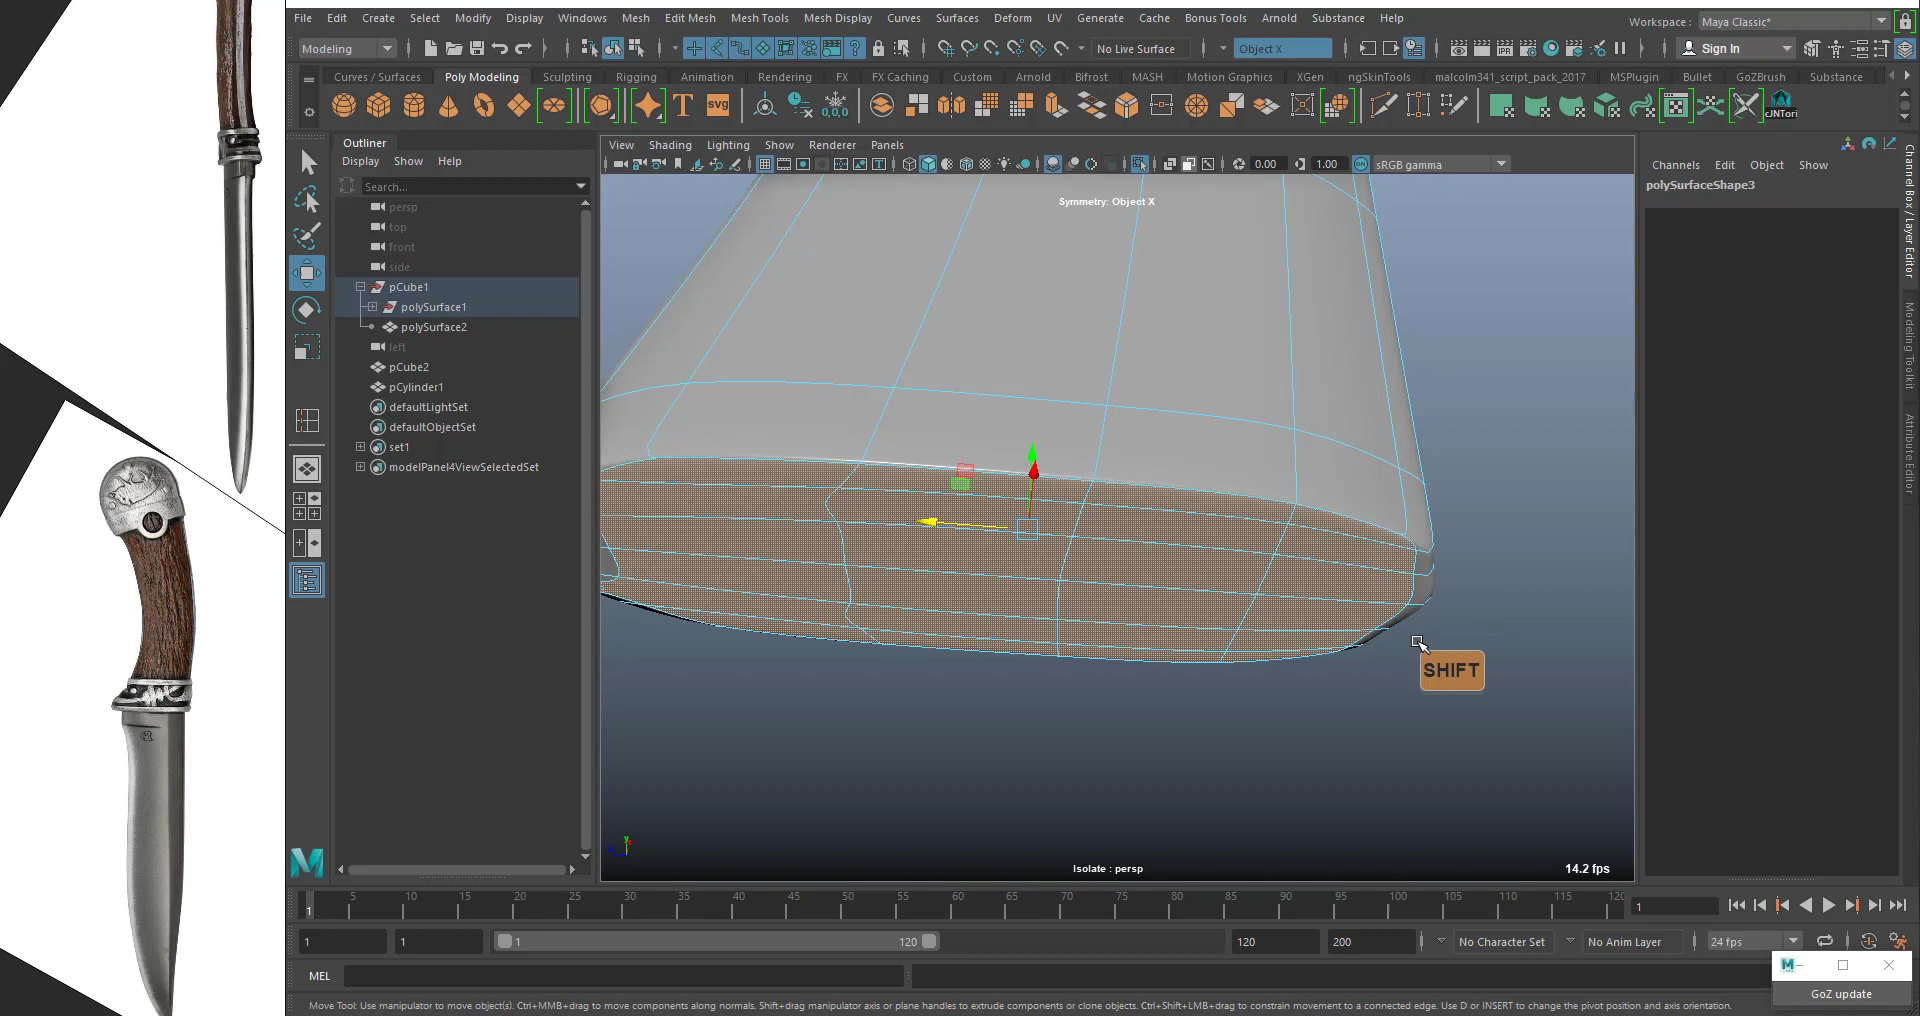 File Edit Create Select Modify Display Windows Mesh Edit Mesh Mesh Tools Mesh Display Curves Surfaces Deform UV Generate Cache Bonus Tools Arnold Substance Help
Workspace : Maya Classic*
Modeling
IPR
No Live Surface
Object X
Sign In
Curves / Surfaces Poly Modeling Sculpting Rigging Animation Rendering FX FX Caching Custom Arnold Bifrost MASH Motion Graphics XGen ngSkinTools malcolm341_script_pack_2017 MSPlugin Bullet GoZBrush Substance
T svg 0,0,0 cJNTori
Outliner
Display Show Help
Search...
persp
top
front
side
pCube1
polySurface1
polySurface2
left
pCube2
pCylinder1
defaultLightSet
defaultObjectSet
set1
modelPanel4ViewSelectedSet
View Shading Lighting Show Renderer Panels
0.00 1.00 ON sRGB gamma
Symmetry: Object X
SHIFT
y
Isolate : persp
14.2 fps
Channels Edit Object Show
polySurfaceShape3
Channel Box / Layer Editor
Modeling Toolkit
Attribute Editor
1 5 10 15 20 25 30 35 40 45 50 55 60 65 70 75 80 85 90 95 100 105 110 115 120
1
1 1 1 120 120 200 No Character Set No Anim Layer 24 fps
MEL
GoZ update
Move Tool: Use manipulator to move object(s). Ctrl+MMB+drag to move components along normals. Shift+drag manipulator axis or plane handles to extrude components or clone objects. Ctrl+Shift+LMB+drag to constrain movement to a connected edge. Use D or INSERT to change the pivot position and axis orientation.